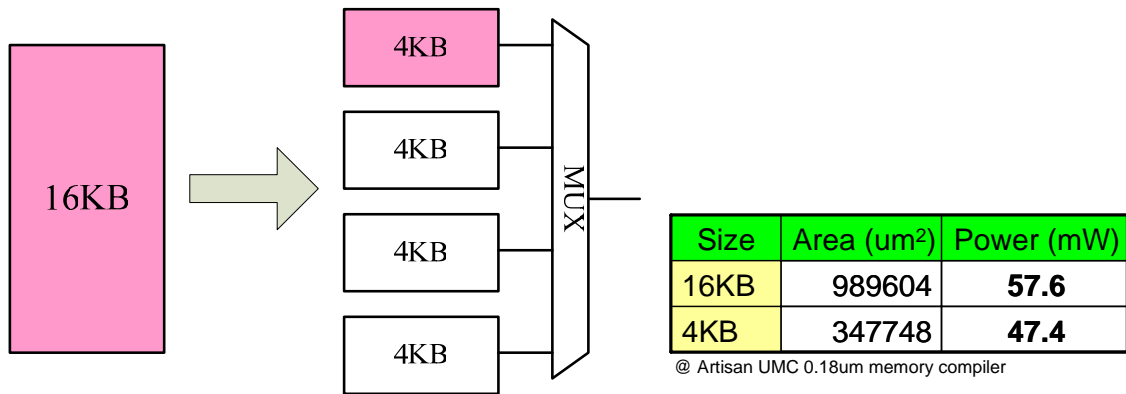 16KB
4KB
4KB
4KB
4KB
MUX
Size Area (um²) Power (mW)
16KB 989604 57.6
4KB 347748 47.4
@ Artisan UMC 0.18um memory compiler